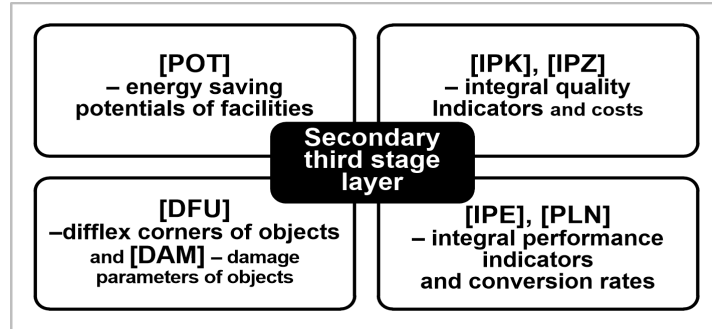 [POT]
– energy saving
potentials of facilities
[IPK], [IPZ]
– integral quality
Indicators and costs
Secondary
third stage
layer
[DFU]
–difflex corners of objects
and [DAM] – damage
parameters of objects
[IPE], [PLN]
– integral performance
indicators
and conversion rates